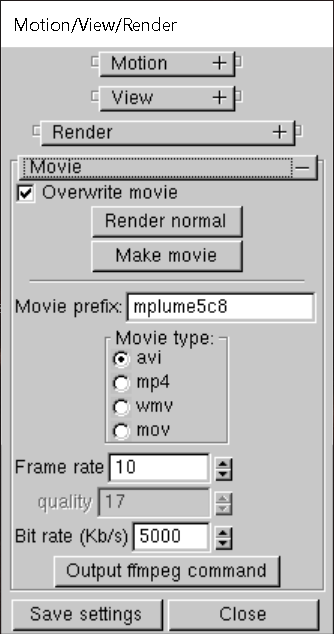 Motion/View/Render
Motion +
View +
Render +
Movie −
Overwrite movie
Render normal
Make movie
Movie prefix: mplume5c8
Movie type:
avi
mp4
wmv
mov
Frame rate 10
quality 17
Bit rate (Kb/s) 5000
Output ffmpeg command
Save settings Close